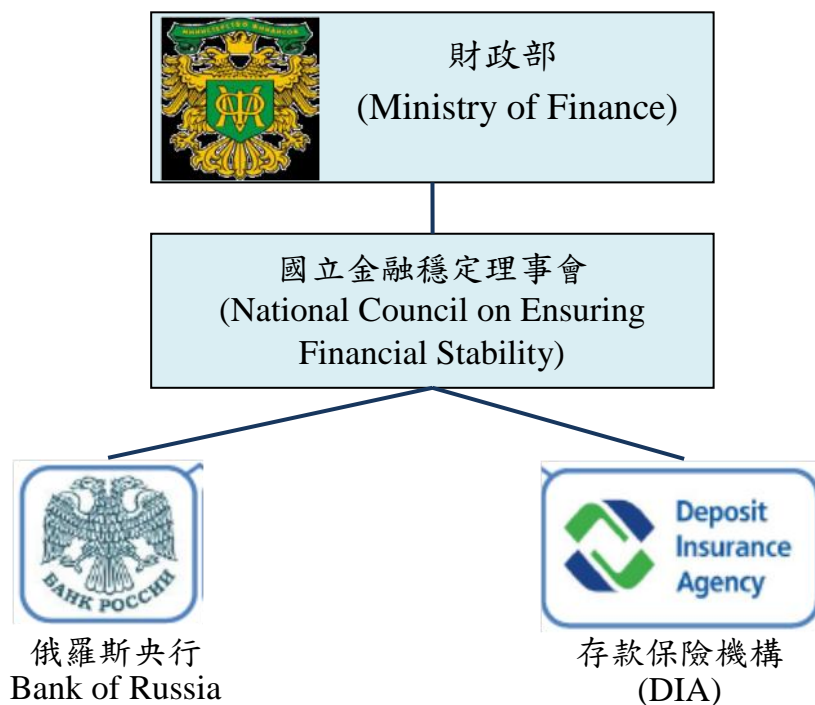 МИНИСТЕРСТВО ФИНАНСОВ
財政部
(Ministry of Finance)
國立金融穩定理事會
(National Council on Ensuring
Financial Stability)
БАНК РОССИИ
Deposit
Insurance
Agency
俄羅斯央行
Bank of Russia
存款保險機構
(DIA)